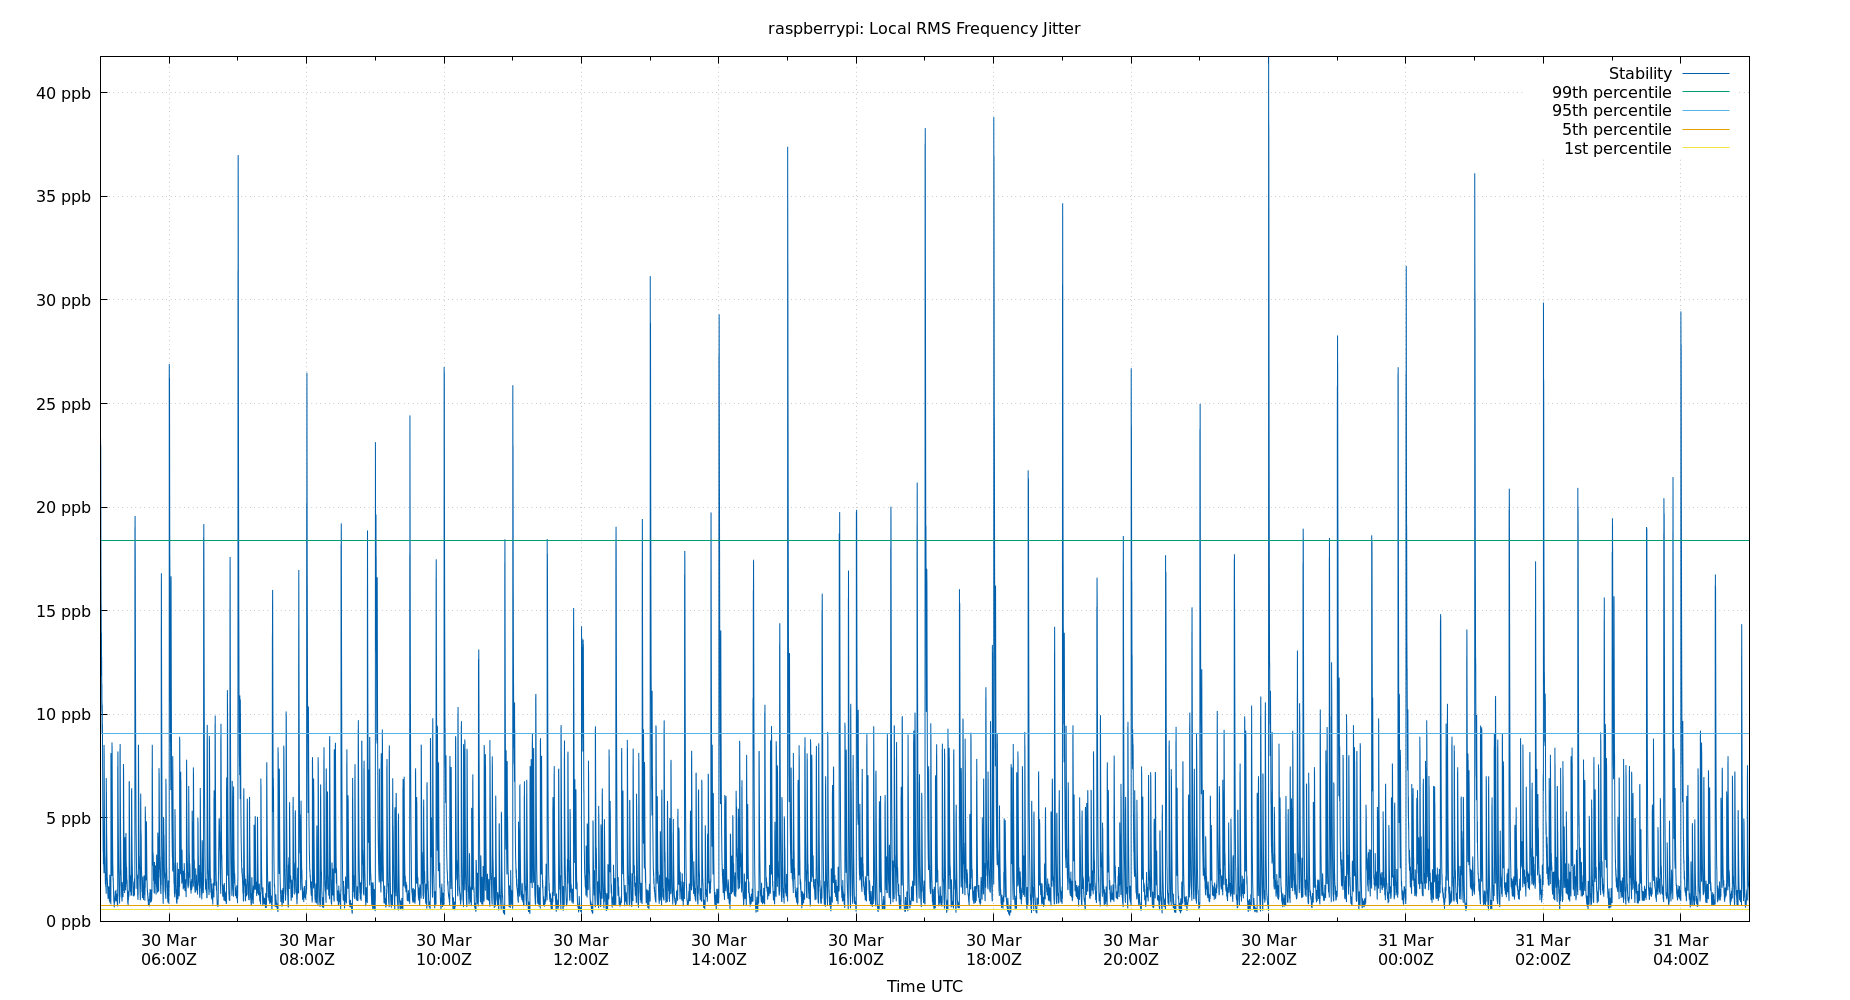 raspberrypi: Local RMS Frequency Jitter
Stability
99th percentile
95th percentile
5th percentile
1st percentile
40 ppb
35 ppb
30 ppb
25 ppb
20 ppb
15 ppb
10 ppb
5 ppb
0 ppb
30 Mar 30 Mar 30 Mar 30 Mar 30 Mar 30 Mar 30 Mar 30 Mar 30 Mar 31 Mar 31 Mar 31 Mar
06:00Z 08:00Z 10:00Z 12:00Z 14:00Z 16:00Z 18:00Z 20:00Z 22:00Z 00:00Z 02:00Z 04:00Z
Time UTC